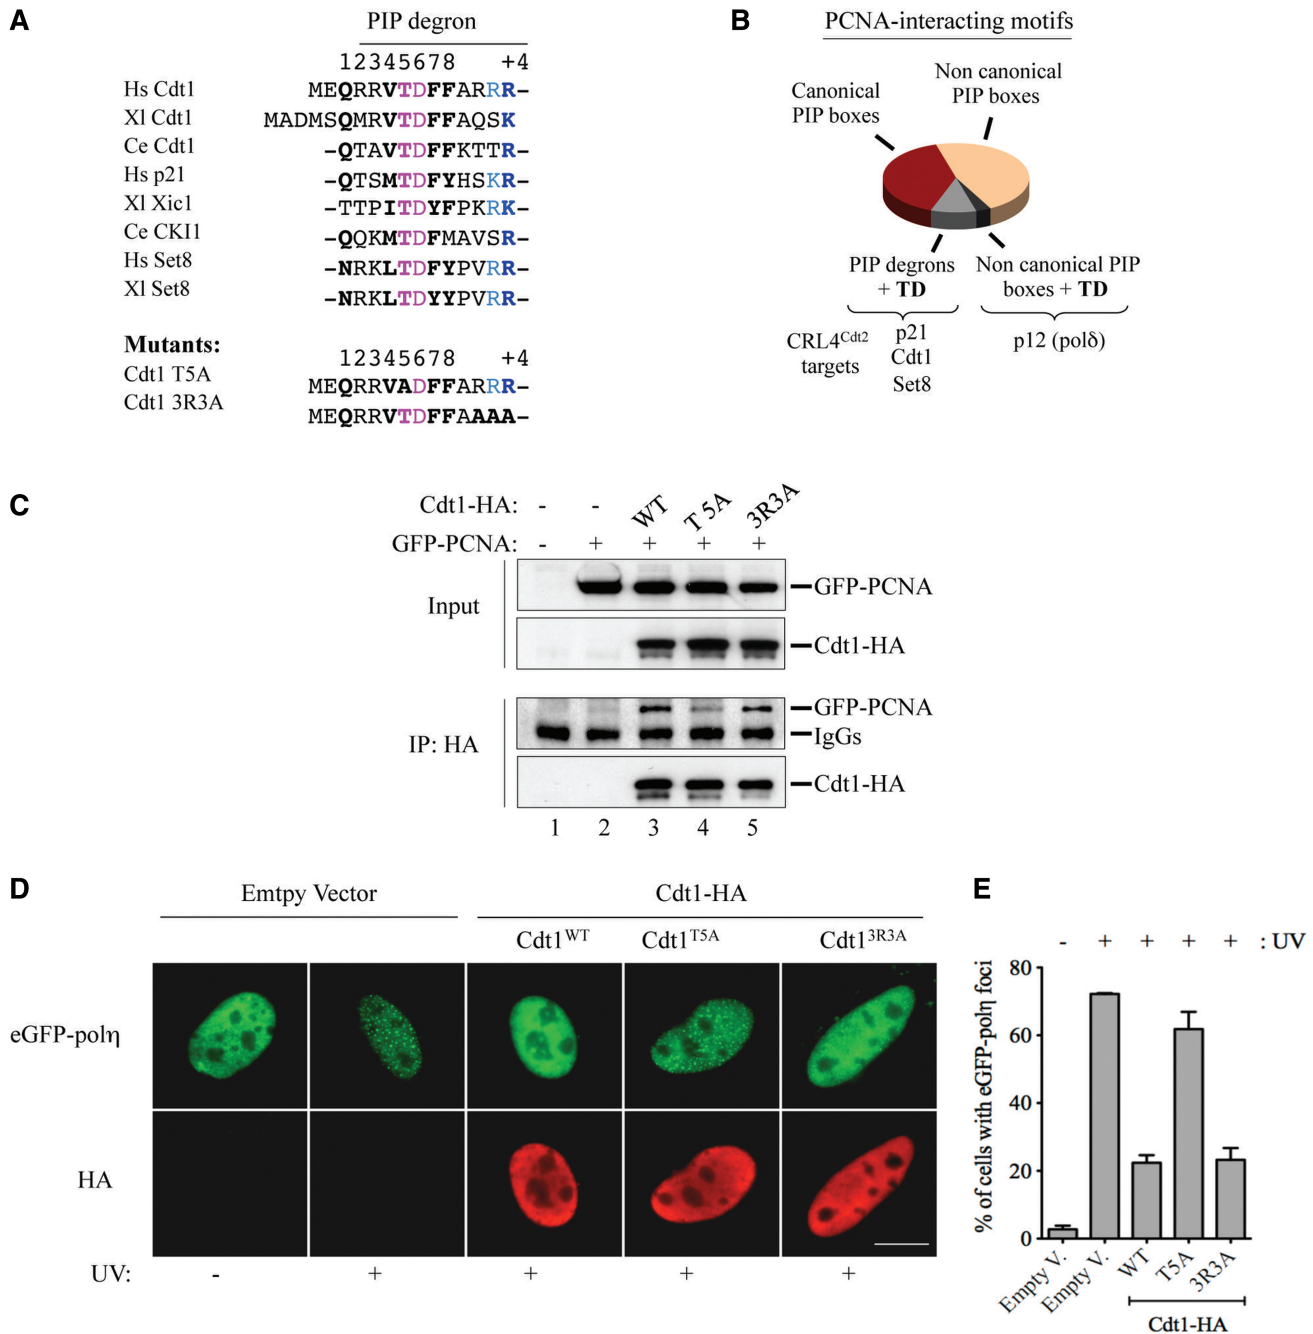 A
PIP degron
12345678 +4
Hs Cdt1 MEQRRVTDFFARRR–
Xl Cdt1 MADMSQMRVTDFFAQSK
Ce Cdt1 –QTAVTDFFKTTR–
Hs p21 –QTSMTDFYHSKR–
Xl Xic1 –TTPITDYFPKRK–
Ce CKI1 –QQKMTDFMAVSR–
Hs Set8 –NRKLTDFYPVRR–
Xl Set8 –NRKLTDYYPVRR–
Mutants:
12345678 +4
Cdt1 T5A MEQRRVADFFARRR–
Cdt1 3R3A MEQRRVTDFFAAAA–
B
PCNA-interacting motifs
Canonical PIP boxes
Non canonical PIP boxes
PIP degrons + TD
Non canonical PIP boxes + TD
CRL4Cdt2 targets
p21
Cdt1
Set8
p12 (polδ)
C
Cdt1-HA: - - WT T 5A 3R3A
GFP-PCNA: - + + + +
Input
GFP-PCNA
Cdt1-HA
IP: HA
GFP-PCNA
IgGs
Cdt1-HA
1 2 3 4 5
D
Emtpy Vector
Cdt1-HA
Cdt1WT Cdt1T5A Cdt13R3A
eGFP-polη
HA
UV: - + + + +
E
- + + + + : UV
% of cells with eGFP-polη foci
80
60
40
20
0
Empty V. Empty V. WT T5A 3R3A
Cdt1-HA